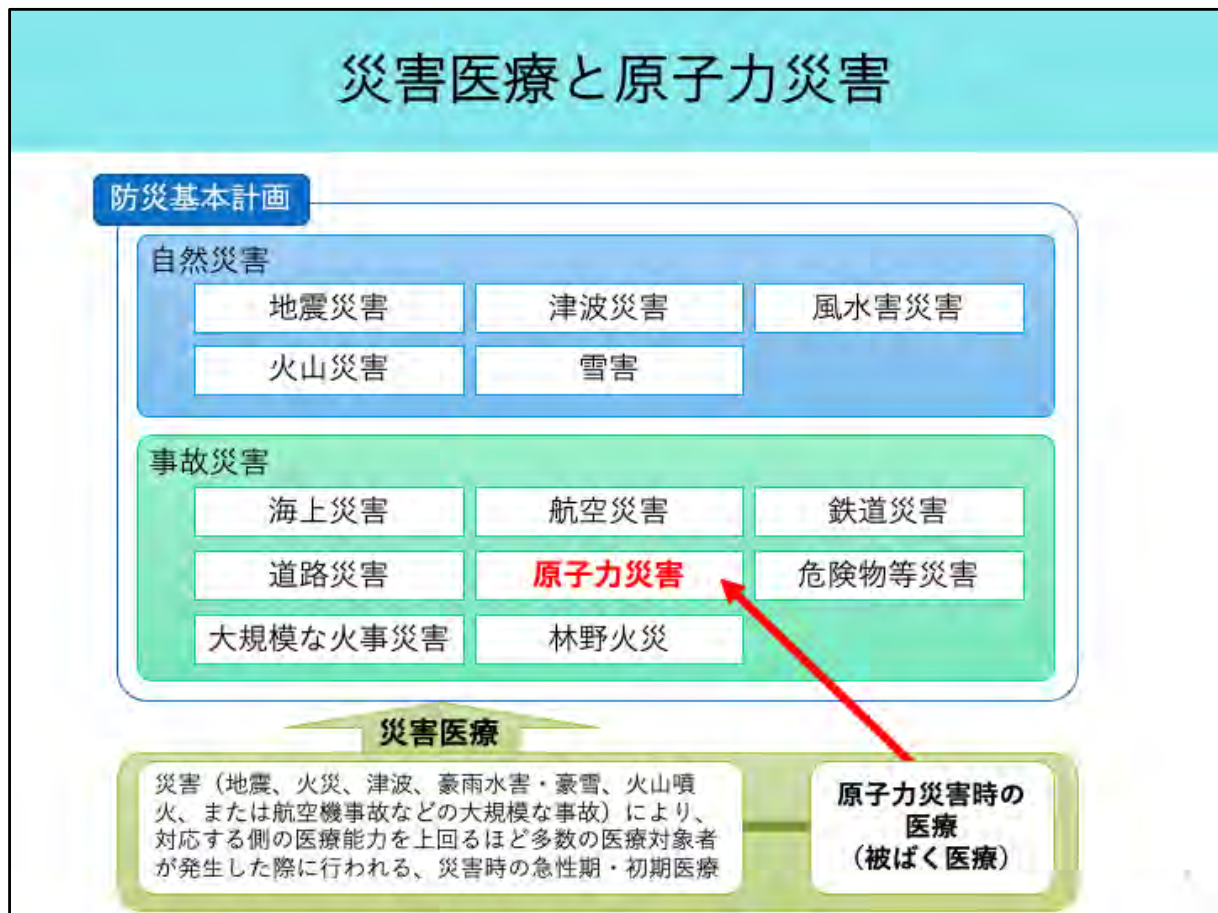 災害医療と原子力災害
防災基本計画
自然災害
地震災害
津波災害
風水害災害
火山災害
雪害
事故災害
海上災害
航空災害
鉄道災害
道路災害
原子力災害
危険物等災害
大規模な火事災害
林野火災
災害医療
災害（地震、火災、津波、豪雨水害・豪雪、火山噴
火、または航空機事故などの大規模な事故）により、
対応する側の医療能力を上回るほど多数の医療対象者
が発生した際に行われる、災害時の急性期・初期医療
原子力災害時の
医療
（被ばく医療）